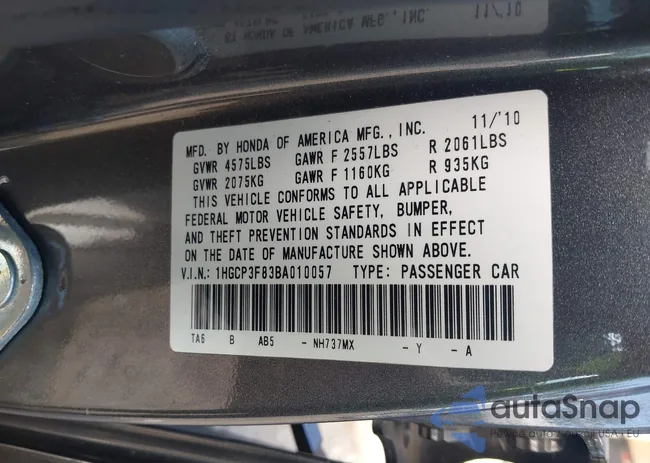 MFD. BY HONDA OF AMERICA MFG., INC. 11/'10
GVWR 4575LBS GAWR F 2557LBS R 2061LBS
GVWR 2075KG GAWR F 1160KG R 935KG
THIS VEHICLE CONFORMS TO ALL APPLICABLE
FEDERAL MOTOR VEHICLE SAFETY, BUMPER,
AND THEFT PREVENTION STANDARDS IN EFFECT
ON THE DATE OF MANUFACTURE SHOWN ABOVE.
V.I.N.: 1HGCP3F83BA010057 TYPE: PASSENGER CAR
TA6 B AB5 - NH737MX - Y - A
autoSnap